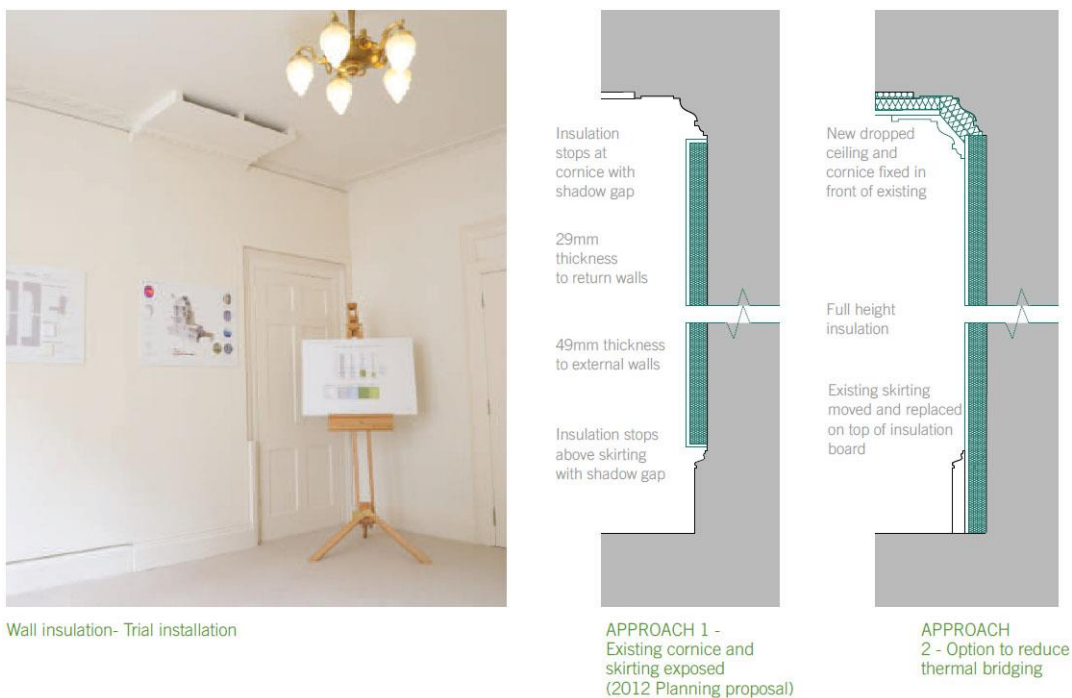 Insulation
stops at
cornice with
shadow gap
29mm
thickness
to return walls
49mm thickness
to external walls
Insulation stops
above skirting
with shadow gap
New dropped
ceiling and
cornice fixed in
front of existing
Full height
insulation
Existing skirting
moved and replaced
on top of insulation
board
Wall insulation- Trial installation
APPROACH 1 -
Existing cornice and
skirting exposed
(2012 Planning proposal)
APPROACH
2 - Option to reduce
thermal bridging